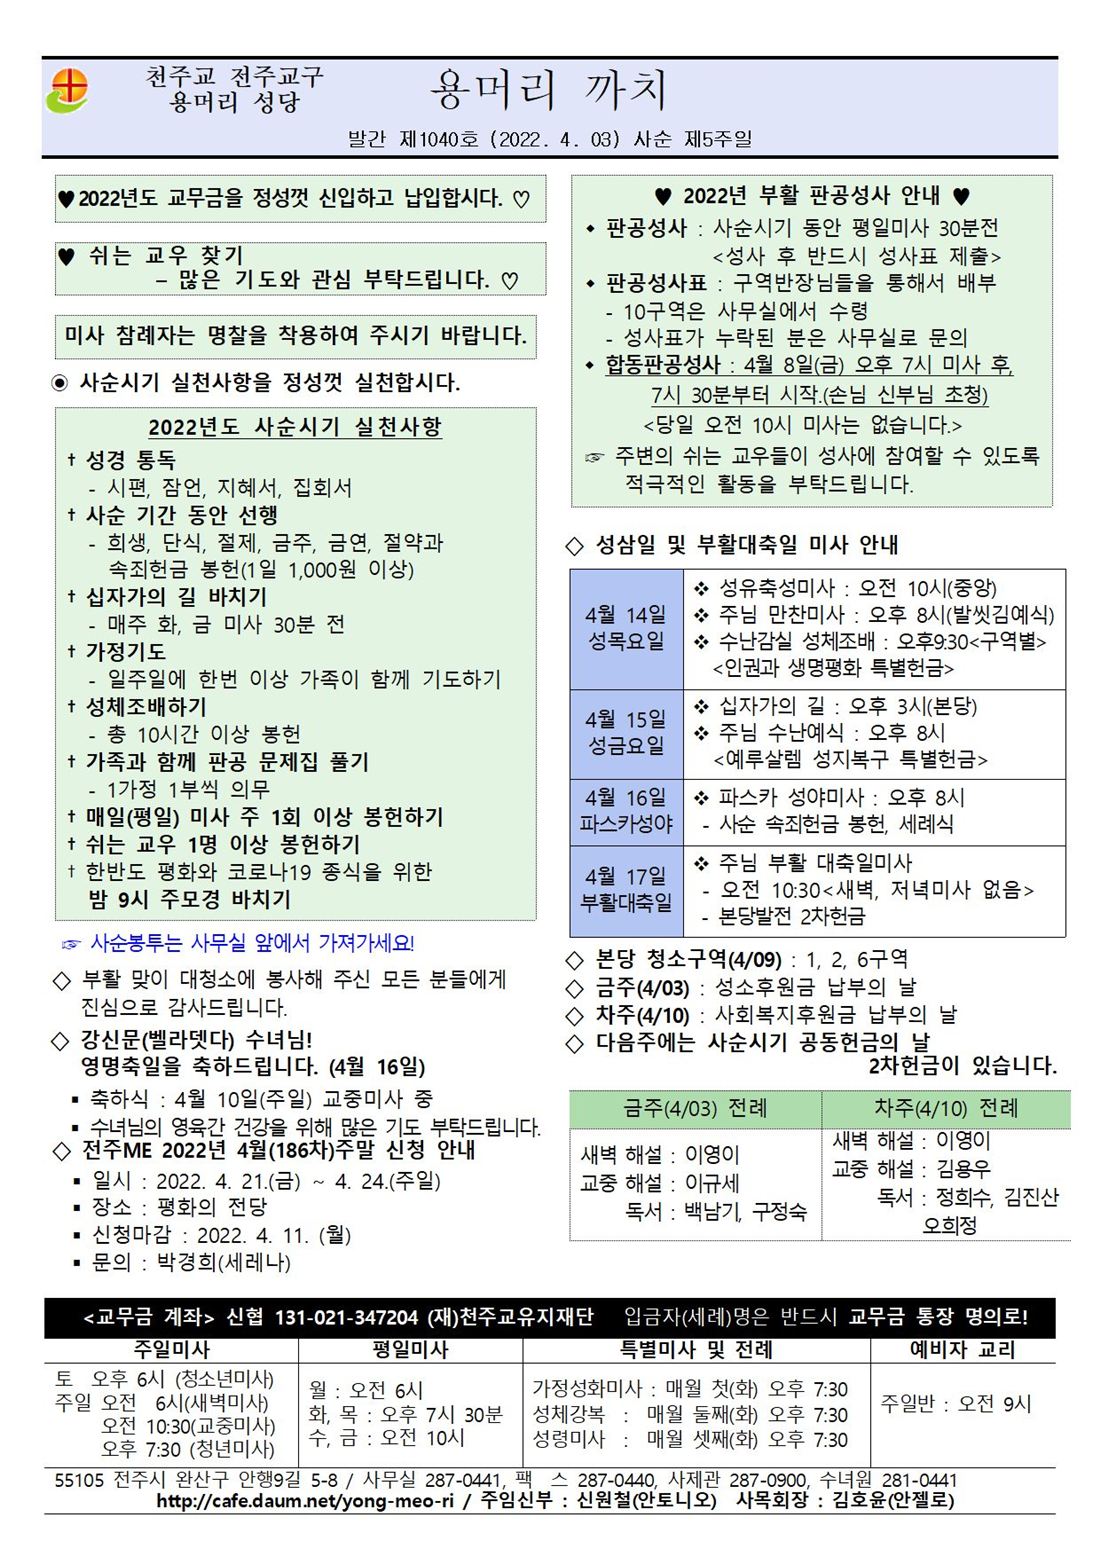 천주교 전주교구
용머리 성당
용머리 까치
발간 제1040호 (2022. 4. 03) 사순 제5주일
♥2022년도 교무금을 정성껏 신입하고 납입합시다. ♡
♥ 쉬는 교우 찾기
– 많은 기도와 관심 부탁드립니다. ♡
미사 참례자는 명찰을 착용하여 주시기 바랍니다.
◉ 사순시기 실천사항을 정성껏 실천합시다.
2022년도 사순시기 실천사항
† 성경 통독
- 시편, 잠언, 지혜서, 집회서
† 사순 기간 동안 선행
- 희생, 단식, 절제, 금주, 금연, 절약과
속죄헌금 봉헌(1일 1,000원 이상)
† 십자가의 길 바치기
- 매주 화, 금 미사 30분 전
† 가정기도
- 일주일에 한번 이상 가족이 함께 기도하기
† 성체조배하기
- 총 10시간 이상 봉헌
† 가족과 함께 판공 문제집 풀기
- 1가정 1부씩 의무
† 매일(평일) 미사 주 1회 이상 봉헌하기
† 쉬는 교우 1명 이상 봉헌하기
† 한반도 평화와 코로나19 종식을 위한
밤 9시 주모경 바치기
☞ 사순봉투는 사무실 앞에서 가져가세요!
◇ 부활 맞이 대청소에 봉사해 주신 모든 분들에게
진심으로 감사드립니다.
◇ 강신문(벨라뎃다) 수녀님!
영명축일을 축하드립니다. (4월 16일)
▪ 축하식 : 4월 10일(주일) 교중미사 중
▪ 수녀님의 영육간 건강을 위해 많은 기도 부탁드립니다.
◇ 전주ME 2022년 4월(186차)주말 신청 안내
▪ 일시 : 2022. 4. 21.(금) ~ 4. 24.(주일)
▪ 장소 : 평화의 전당
▪ 신청마감 : 2022. 4. 11. (월)
▪ 문의 : 박경희(세레나)
♥ 2022년 부활 판공성사 안내 ♥
◆ 판공성사 : 사순시기 동안 평일미사 30분전
<성사 후 반드시 성사표 제출>
◆ 판공성사표 : 구역반장님들을 통해서 배부
- 10구역은 사무실에서 수령
- 성사표가 누락된 분은 사무실로 문의
◆ 합동판공성사 : 4월 8일(금) 오후 7시 미사 후,
7시 30분부터 시작.(손님 신부님 초청)
<당일 오전 10시 미사는 없습니다.>
☞ 주변의 쉬는 교우들이 성사에 참여할 수 있도록
적극적인 활동을 부탁드립니다.
◇ 성삼일 및 부활대축일 미사 안내
4월 14일
성목요일
❖ 성유축성미사 : 오전 10시(중앙)
❖ 주님 만찬미사 : 오후 8시(발씻김예식)
❖ 수난감실 성체조배 : 오후9:30<구역별>
<인권과 생명평화 특별헌금>
4월 15일
성금요일
❖ 십자가의 길 : 오후 3시(본당)
❖ 주님 수난예식 : 오후 8시
<예루살렘 성지복구 특별헌금>
4월 16일
파스카성야
❖ 파스카 성야미사 : 오후 8시
- 사순 속죄헌금 봉헌, 세례식
4월 17일
부활대축일
❖ 주님 부활 대축일미사
- 오전 10:30<새벽, 저녁미사 없음>
- 본당발전 2차헌금
◇ 본당 청소구역(4/09) : 1, 2, 6구역
◇ 금주(4/03) : 성소후원금 납부의 날
◇ 차주(4/10) : 사회복지후원금 납부의 날
◇ 다음주에는 사순시기 공동헌금의 날
2차헌금이 있습니다.
금주(4/03) 전례
새벽 해설 : 이영이
교중 해설 : 이규세
독서 : 백남기, 구정숙
차주(4/10) 전례
새벽 해설 : 이영이
교중 해설 : 김용우
독서 : 정희수, 김진산
오희정
<교무금 계좌> 신협 131-021-347204 (재)천주교유지재단 입금자(세례)명은 반드시 교무금 통장 명의로!
주일미사
토 오후 6시 (청소년미사)
주일 오전 6시(새벽미사)
오전 10:30(교중미사)
오후 7:30 (청년미사)
평일미사
월 : 오전 6시
화, 목 : 오후 7시 30분
수, 금 : 오전 10시
특별미사 및 전례
가정성화미사 : 매월 첫(화) 오후 7:30
성체강복 : 매월 둘째(화) 오후 7:30
성령미사 : 매월 셋째(화) 오후 7:30
예비자 교리
주일반 : 오전 9시
55105 전주시 완산구 안행9길 5-8 / 사무실 287-0441, 팩 스 287-0440, 사제관 287-0900, 수녀원 281-0441
http://cafe.daum.net/yong-meo-ri / 주임신부 : 신원철(안토니오) 사목회장 : 김호윤(안젤로)